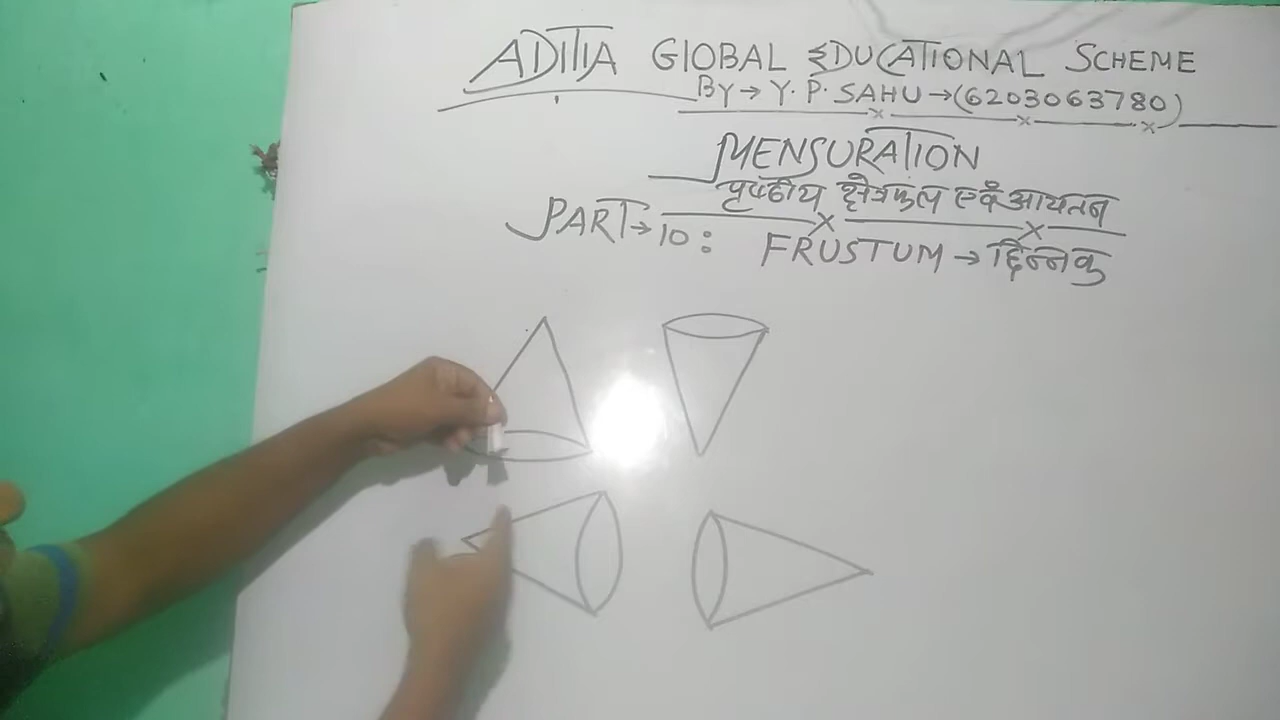 ADITIA GLOBAL EDUCATIONAL SCHEME
BY → Y. P. SAHU → (6203063780)
MENSURATION
पृष्ठीय क्षेत्रफल एवं आयतन
PART → 10 : FRUSTUM → छिन्नक